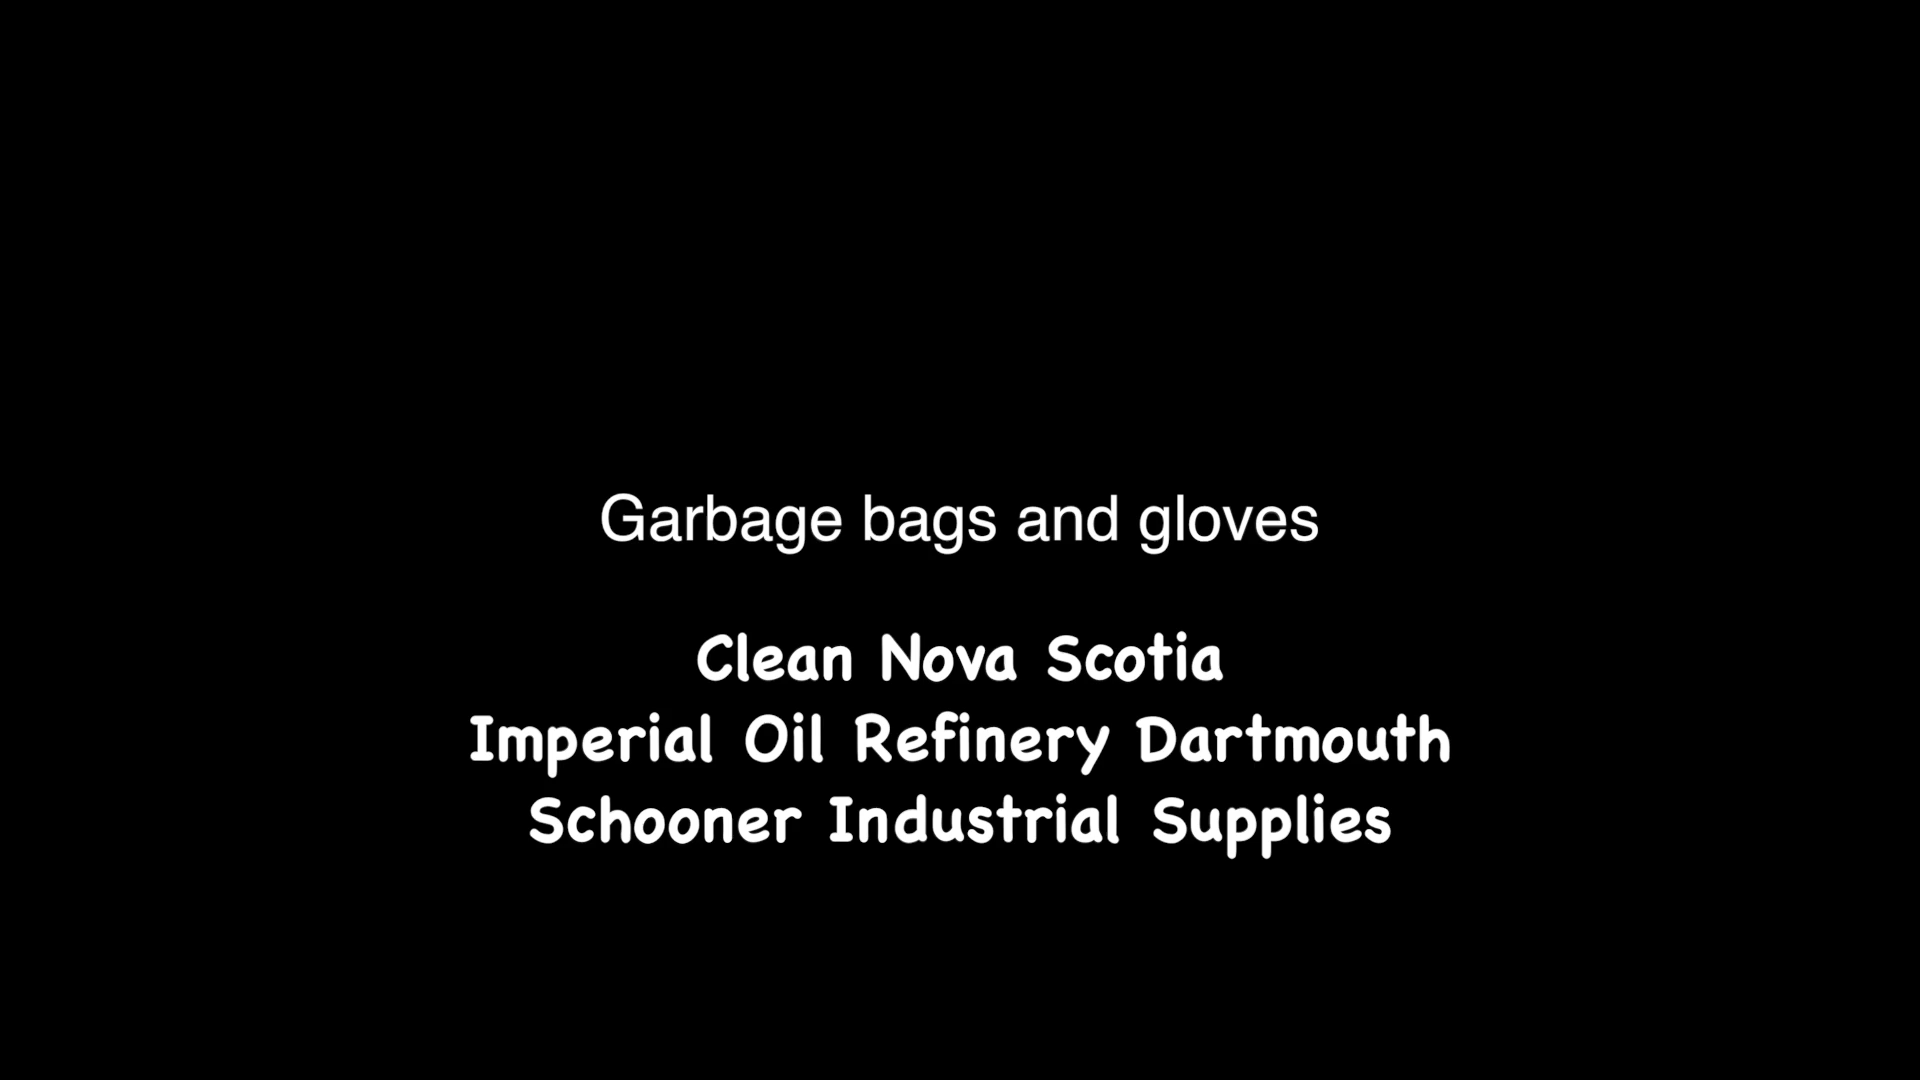 Garbage bags and gloves
Clean Nova Scotia
Imperial Oil Refinery Dartmouth
Schooner Industrial Supplies